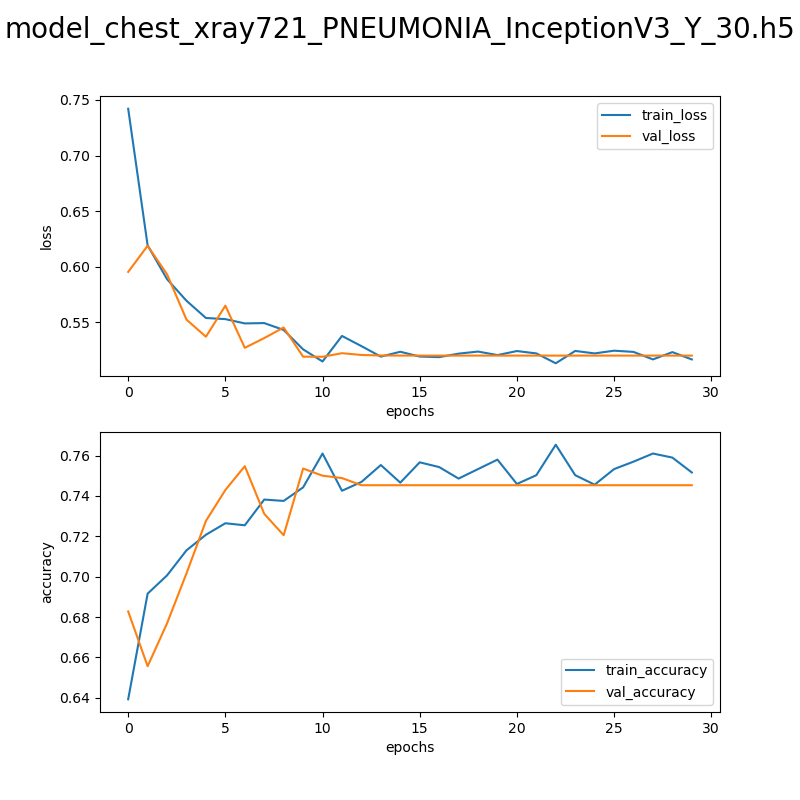 model_chest_xray721_PNEUMONIA_InceptionV3_Y_30.h5
0.75
0.70
0.65
0.60
0.55
loss
train_loss
val_loss
0 5 10 15 20 25 30
epochs
0.76
0.74
0.72
0.70
0.68
0.66
0.64
accuracy
train_accuracy
val_accuracy
0 5 10 15 20 25 30
epochs